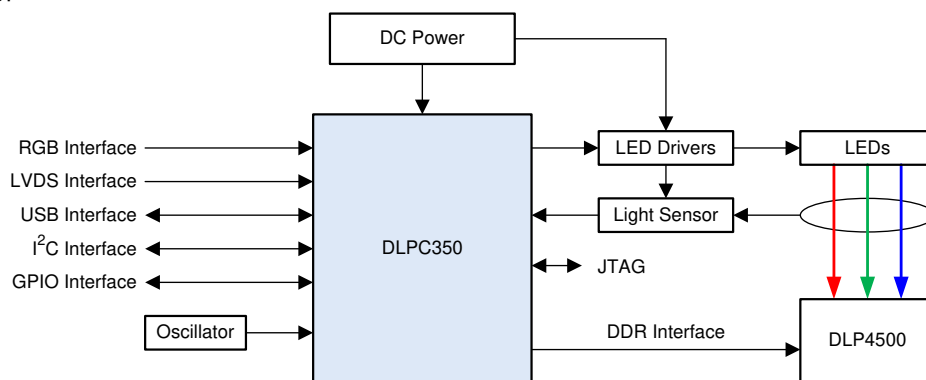 DC Power
RGB Interface
LED Drivers
LEDs
LVDS Interface
USB Interface
Light Sensor
I²C Interface
DLPC350
GPIO Interface
JTAG
Oscillator
DDR Interface
DLP4500